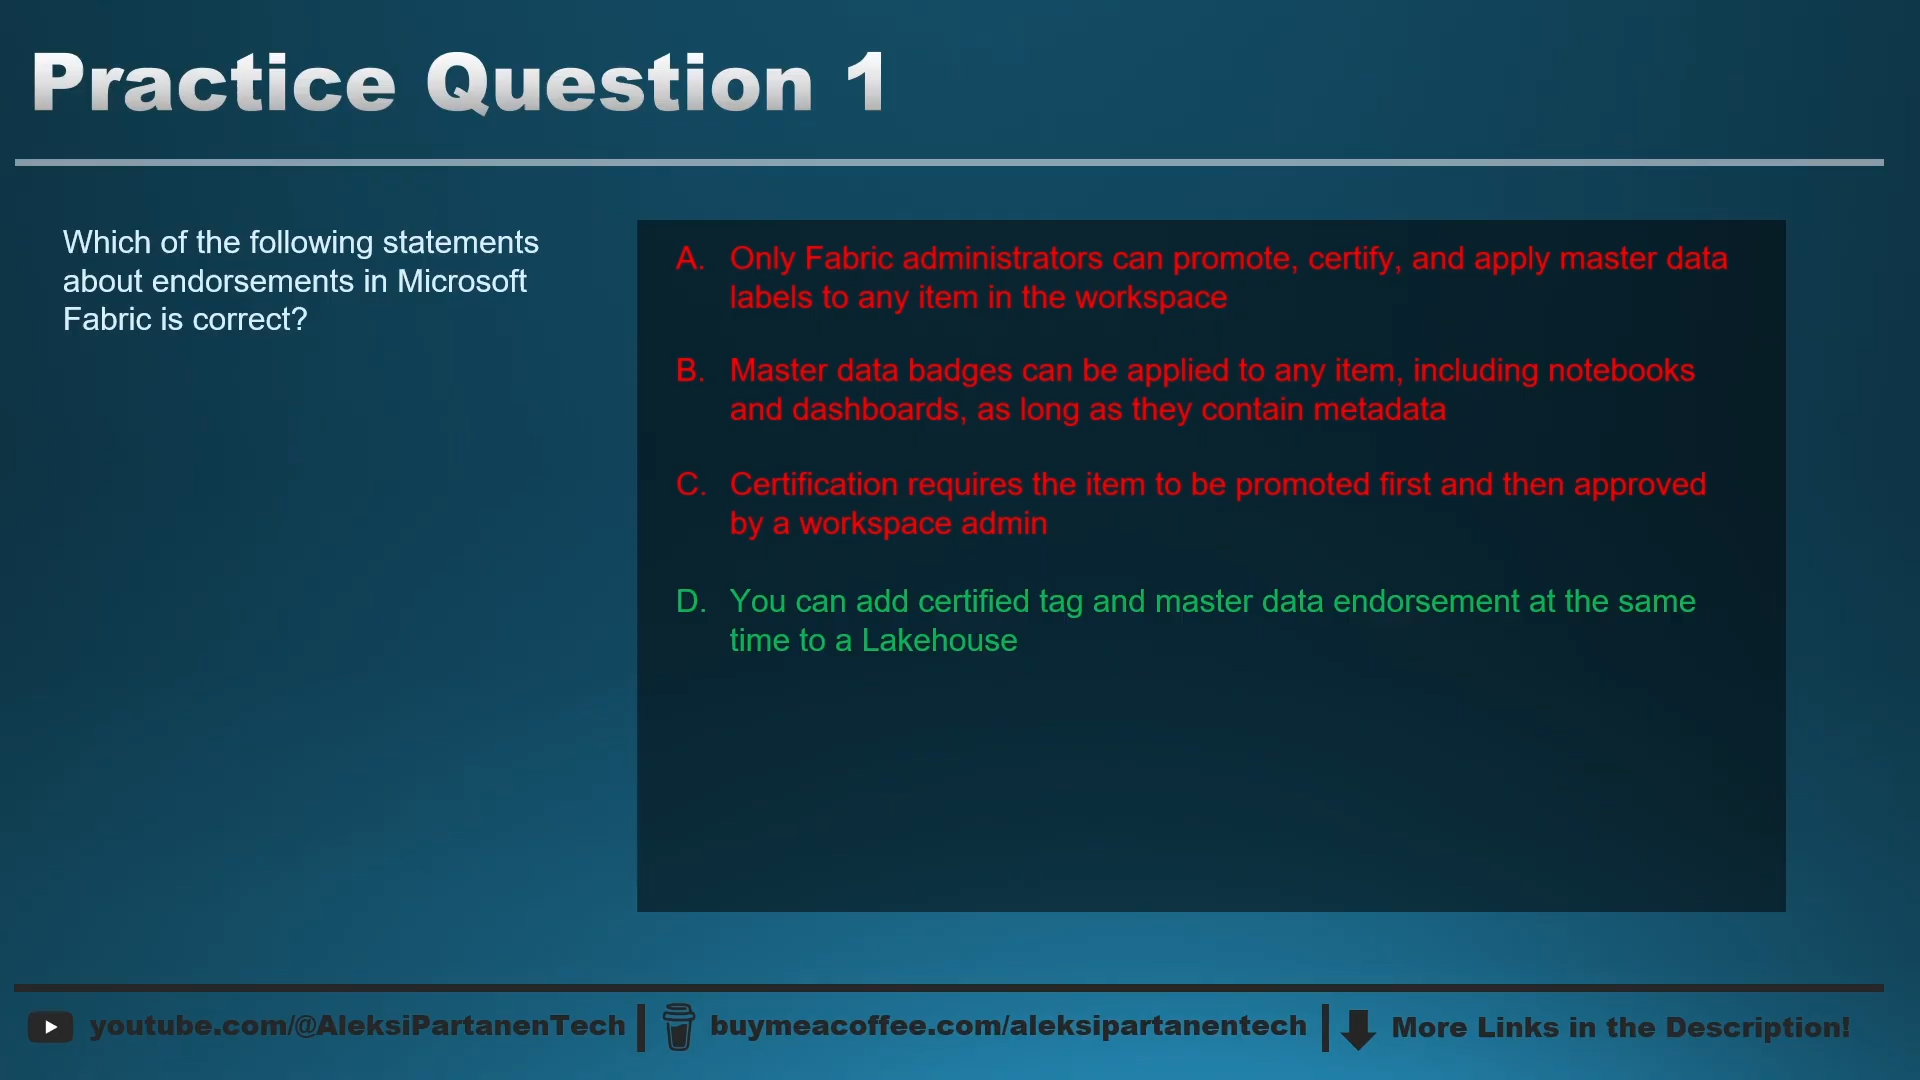 Practice Question 1
Which of the following statements
about endorsements in Microsoft
Fabric is correct?
A. Only Fabric administrators can promote, certify, and apply master data
labels to any item in the workspace
B. Master data badges can be applied to any item, including notebooks
and dashboards, as long as they contain metadata
C. Certification requires the item to be promoted first and then approved
by a workspace admin
D. You can add certified tag and master data endorsement at the same
time to a Lakehouse
youtube.com/@AleksiPartanenTech
buymeacoffee.com/aleksipartanentech
More Links in the Description!